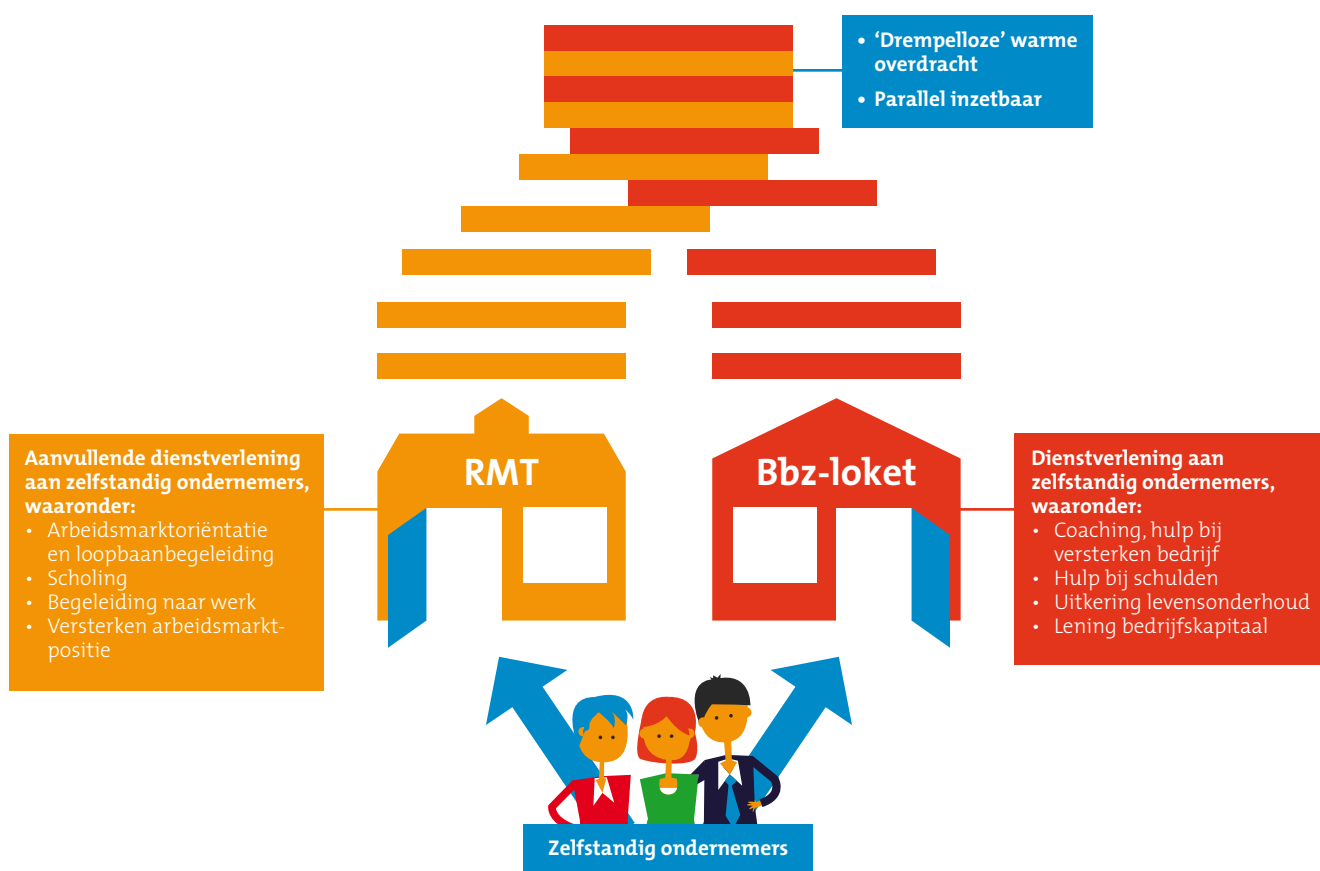 • ‘Drempelloze’ warme
overdracht
• Parallel inzetbaar
RMT
Bbz-loket
Aanvullende dienstverlening
aan zelfstandig ondernemers,
waaronder:
• Arbeidsmarktoriëntatie
en loopbaanbegeleiding
• Scholing
• Begeleiding naar werk
• Versterken arbeidsmarkt-
positie
Dienstverlening aan
zelfstandig ondernemers,
waaronder:
• Coaching, hulp bij
versterken bedrijf
• Hulp bij schulden
• Uitkering levensonderhoud
• Lening bedrijfskapitaal
Zelfstandig ondernemers